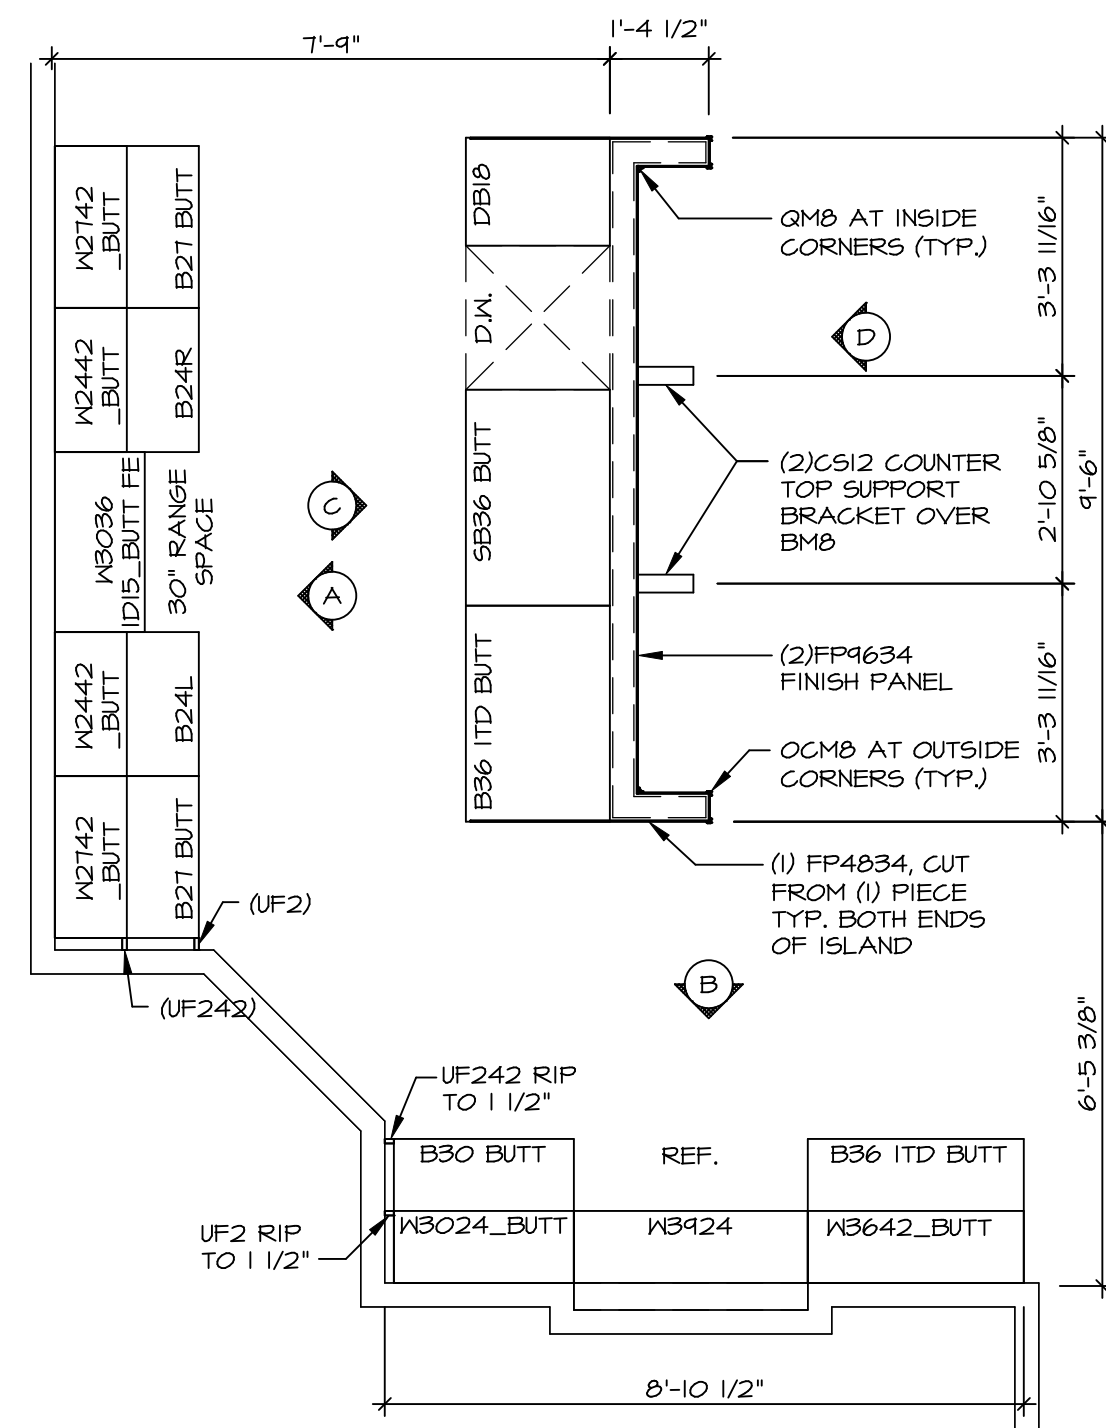 7'-9"
1'-4 1/2"
W2742
_BUTT
B27 BUTT
DB18
QM8 AT INSIDE
CORNERS (TYP.)
3'-3 11/16"
D.W.
D
W2442
_BUTT
B24R
W3036
1D15_BUTT FE
30" RANGE
SPACE
C
A
SB36 BUTT
(2)CS12 COUNTER
TOP SUPPORT
BRACKET OVER
BM8
2'-10 5/8"
9'-6"
W2442
_BUTT
B24L
B36 1TD BUTT
(2)FP9634
FINISH PANEL
3'-3 11/16"
OCM8 AT OUTSIDE
CORNERS (TYP.)
W2742
_BUTT
B27 BUTT
(UF2)
(1) FP4834, CUT
FROM (1) PIECE
TYP. BOTH ENDS
OF ISLAND
B
(UF242)
6'-5 3/8"
UF242 RIP
TO 1 1/2"
B30 BUTT
REF.
B36 1TD BUTT
UF2 RIP
TO 1 1/2"
W3024_BUTT
W3924
W3642_BUTT
8'-10 1/2"